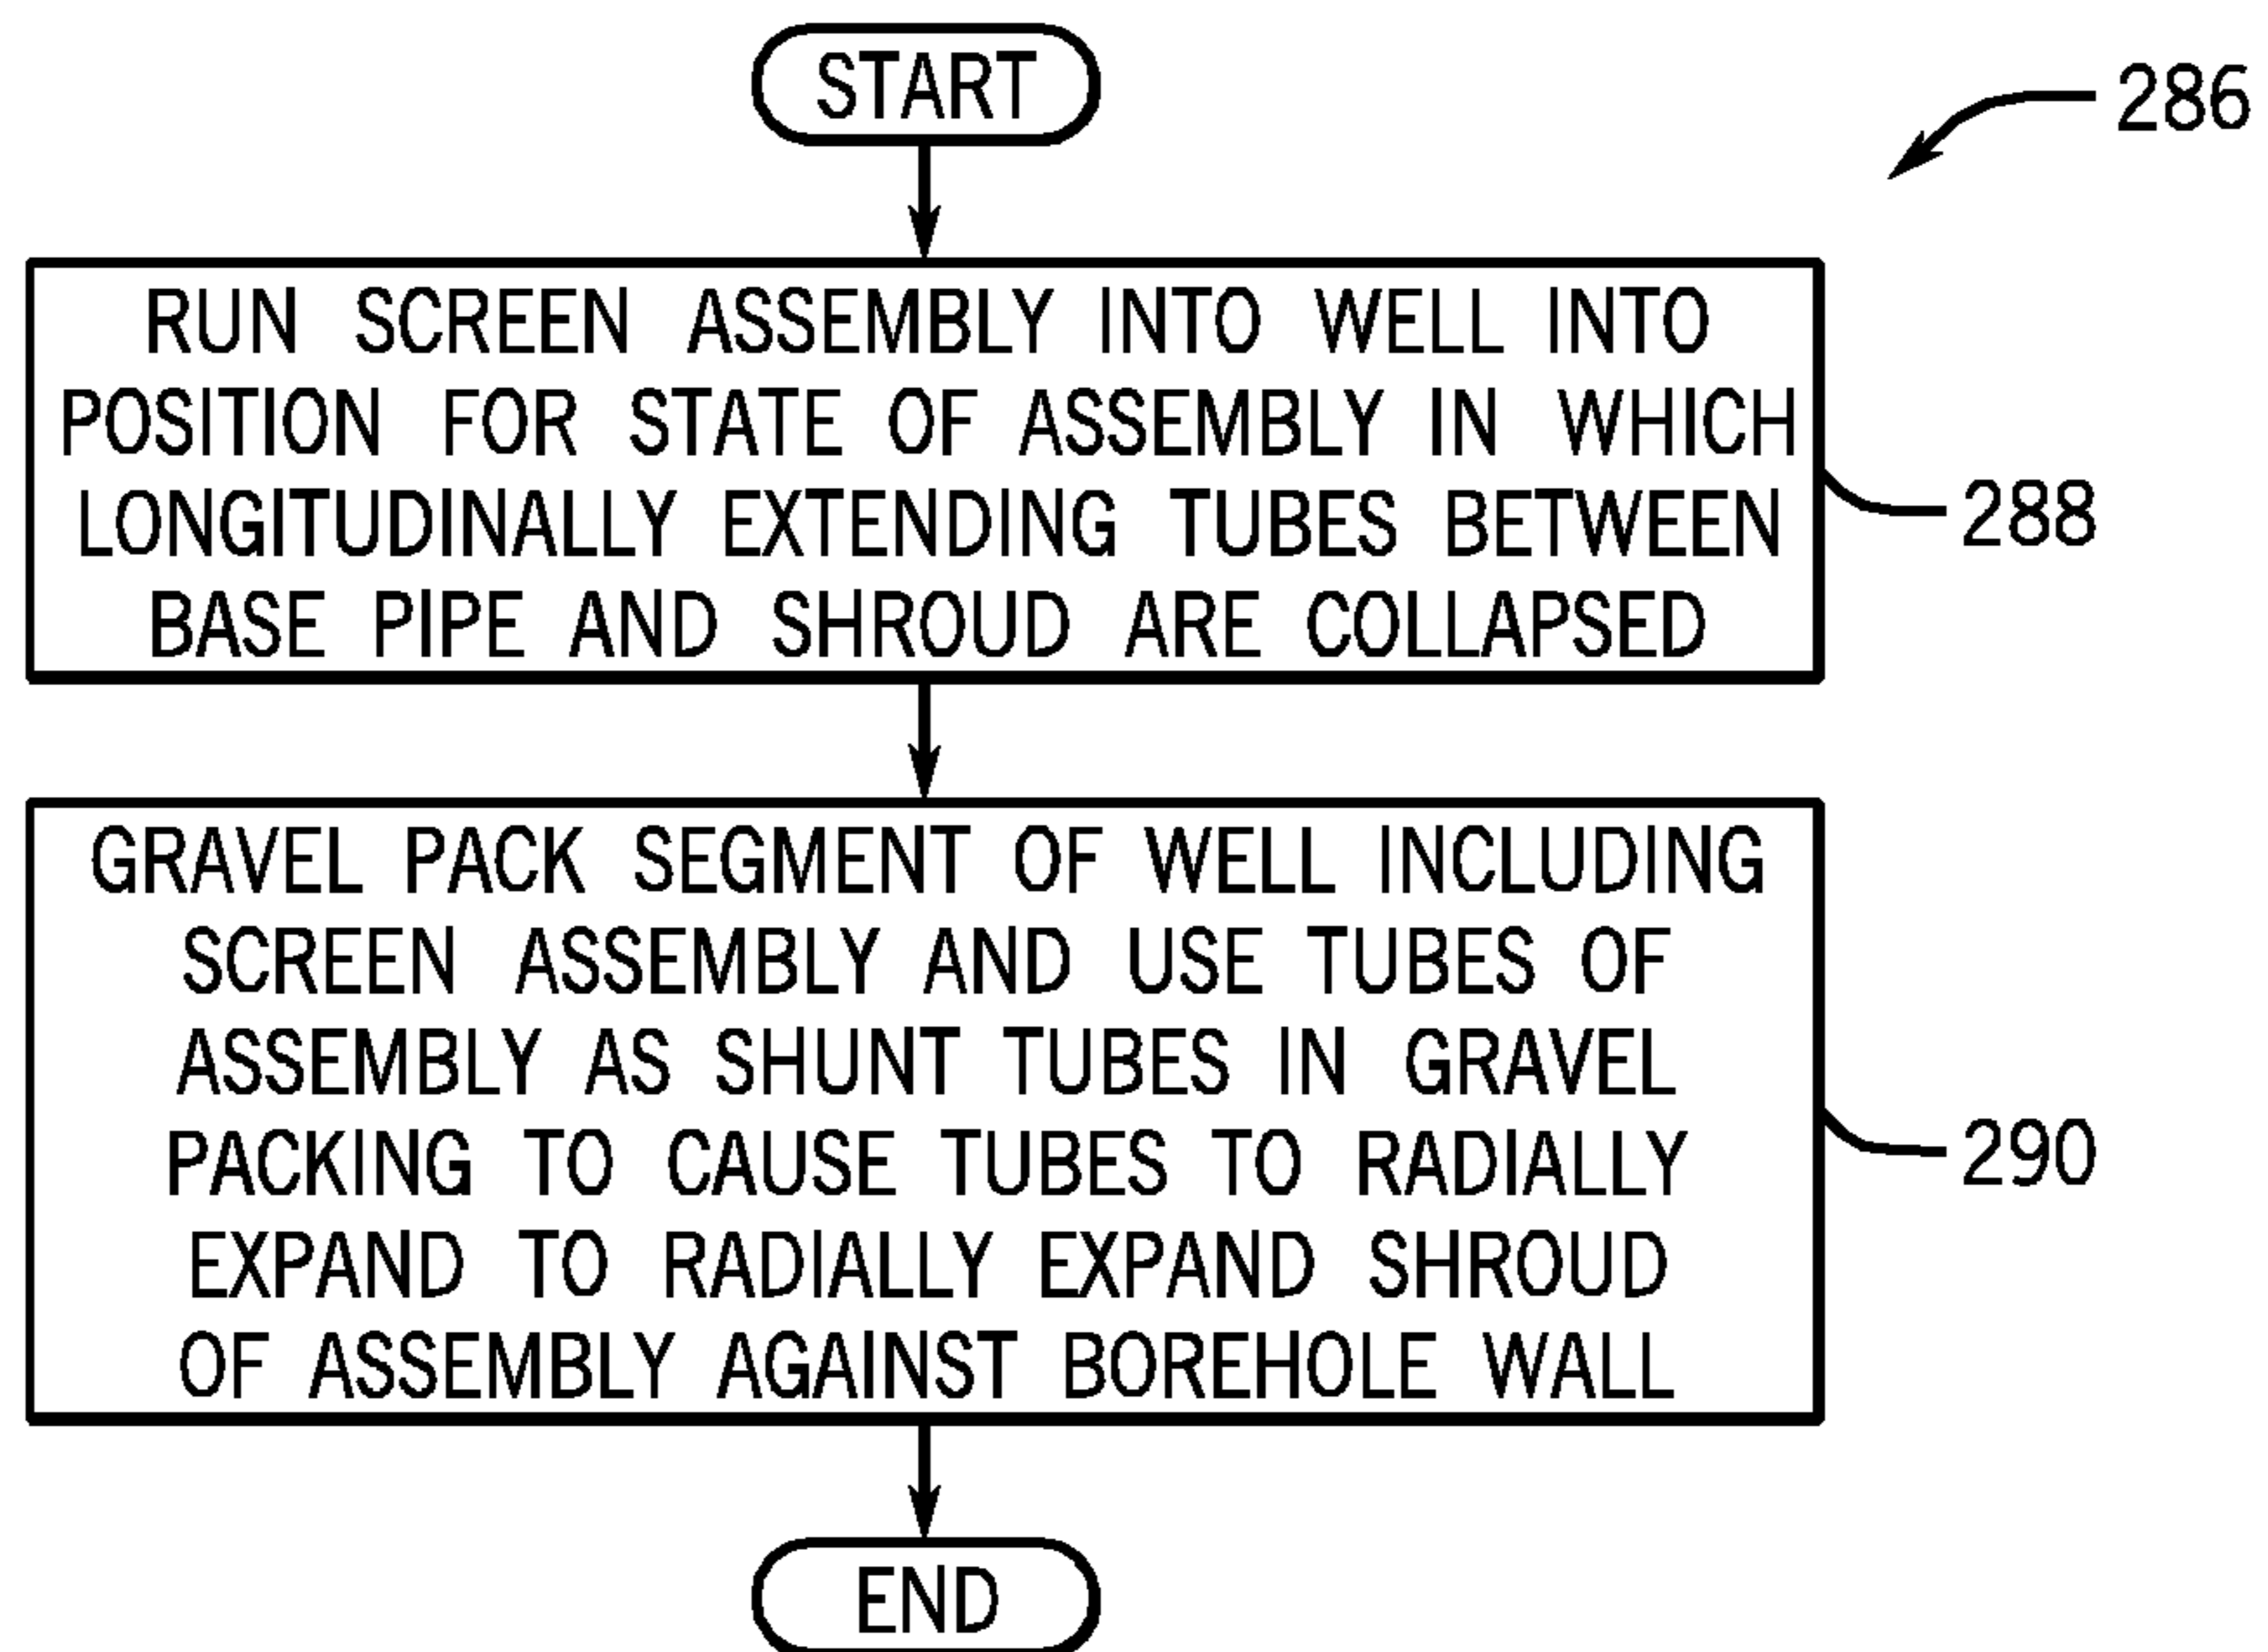 START
286
RUN SCREEN ASSEMBLY INTO WELL INTO
POSITION FOR STATE OF ASSEMBLY IN WHICH
LONGITUDINALLY EXTENDING TUBES BETWEEN
BASE PIPE AND SHROUD ARE COLLAPSED
288
GRAVEL PACK SEGMENT OF WELL INCLUDING
SCREEN ASSEMBLY AND USE TUBES OF
ASSEMBLY AS SHUNT TUBES IN GRAVEL
PACKING TO CAUSE TUBES TO RADIALLY
EXPAND TO RADIALLY EXPAND SHROUD
OF ASSEMBLY AGAINST BOREHOLE WALL
290
END